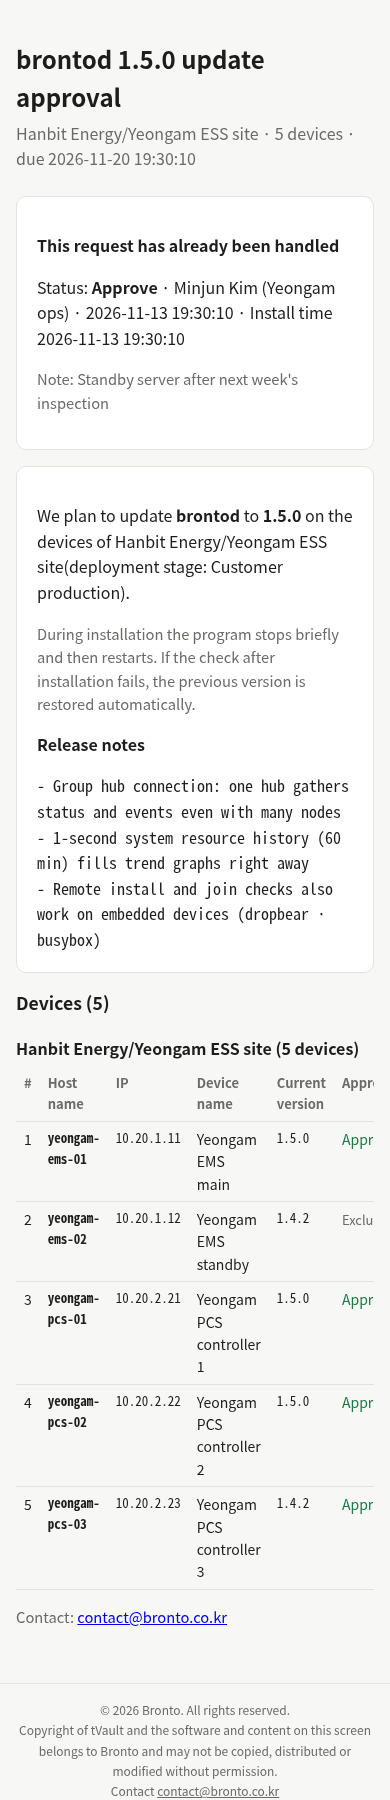 brontod 1.5.0 update
approval
Hanbit Energy/Yeongam ESS site · 5 devices ·
due 2026-11-20 19:30:10
This request has already been handled
Status: Approve · Minjun Kim (Yeongam
ops) · 2026-11-13 19:30:10 · Install time
2026-11-13 19:30:10
Note: Standby server after next week's
inspection
We plan to update brontod to 1.5.0 on the
devices of Hanbit Energy/Yeongam ESS
site(deployment stage: Customer
production).
During installation the program stops briefly
and then restarts. If the check after
installation fails, the previous version is
restored automatically.
Release notes
- Group hub connection: one hub gathers
status and events even with many nodes
- 1-second system resource history (60
min) fills trend graphs right away
- Remote install and join checks also
work on embedded devices (dropbear ·
busybox)
Devices (5)
Hanbit Energy/Yeongam ESS site (5 devices)
# Host name IP Device name Current version Appr
1 yeongam-ems-01 10.20.1.11 Yeongam EMS main 1.5.0 Appr
2 yeongam-ems-02 10.20.1.12 Yeongam EMS standby 1.4.2 Exclu
3 yeongam-pcs-01 10.20.2.21 Yeongam PCS controller 1 1.5.0 Appr
4 yeongam-pcs-02 10.20.2.22 Yeongam PCS controller 2 1.5.0 Appr
5 yeongam-pcs-03 10.20.2.23 Yeongam PCS controller 3 1.4.2 Appr
Contact: contact@bronto.co.kr
© 2026 Bronto. All rights reserved.
Copyright of tVault and the software and content on this screen
belongs to Bronto and may not be copied, distributed or
modified without permission.
Contact contact@bronto.co.kr